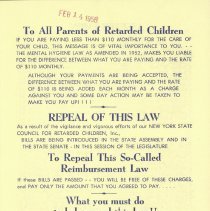 FEB 14 1958
To All Parents of Retarded Children
IF YOU ARE PAYING LESS THAN $110 MONTHLY FOR THE CARE OF
YOUR CHILD, THIS MESSAGE IS OF VITAL IMPORTANCE TO YOU. - -
THE MENTAL HYGIENE LAW AS AMENDED IN 1952, MAKES YOU LIABLE
FOR THE DIFFERENCE BETWEEN WHAT YOU ARE PAYING AND THE RATE
OF $110 MONTHLY.
ALTHOUGH YOUR PAYMENTS ARE BEING ACCEPTED, THE
DIFFERENCE BETWEEN WHAT YOU ARE PAYING AND THE RATE OF
$110 IS BEING ADDED EACH MONTH AS A CHARGE
AGAINST YOU AND SOME DAY ACTION MAY BE TAKEN TO
MAKE YOU PAY UP! ! ! !
REPEAL OF THIS LAW
As a result of the vigilance and vigorous efforts of our NEW YORK STATE
COUNCIL FOR RETARDED CHILDREN, INC.,
BILLS ARE BEING INTRODUCED IN THE STATE ASSEMBLY AND IN
THE STATE SENATE - IN THIS SESSION OF THE LEGISLATURE
To Repeal This So-Called
Reimbursement Law
If these BILLS ARE PASSED - - YOU WILL BE FREE OF THESE CHARGES,
and PAY ONLY THE AMOUNT THAT YOU AGREED TO PAY . . . .
What you must do